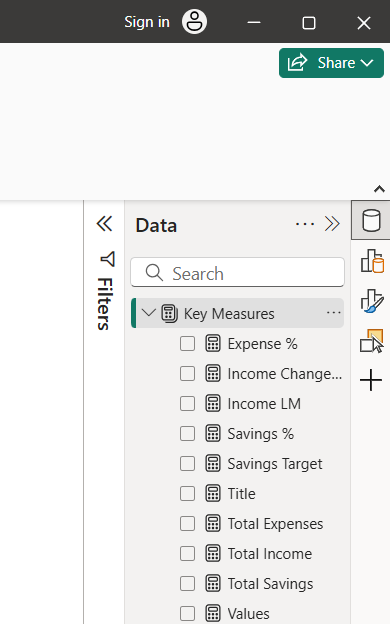 Sign in
Share
Data
Search
Filters
Key Measures
Expense %
Income Change...
Income LM
Savings %
Savings Target
Title
Total Expenses
Total Income
Total Savings
Values